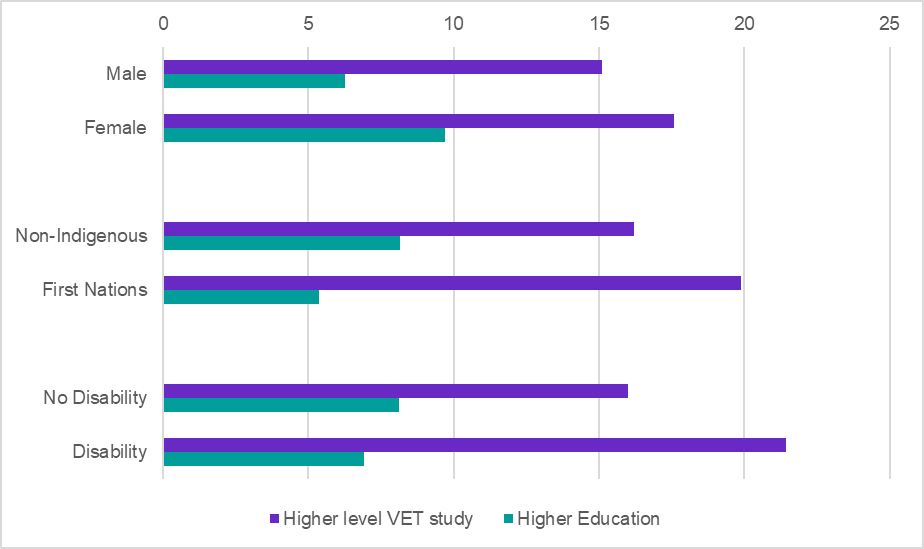 0 5 10 15 20 25
Male
Female
Non-Indigenous
First Nations
No Disability
Disability
Higher level VET study Higher Education